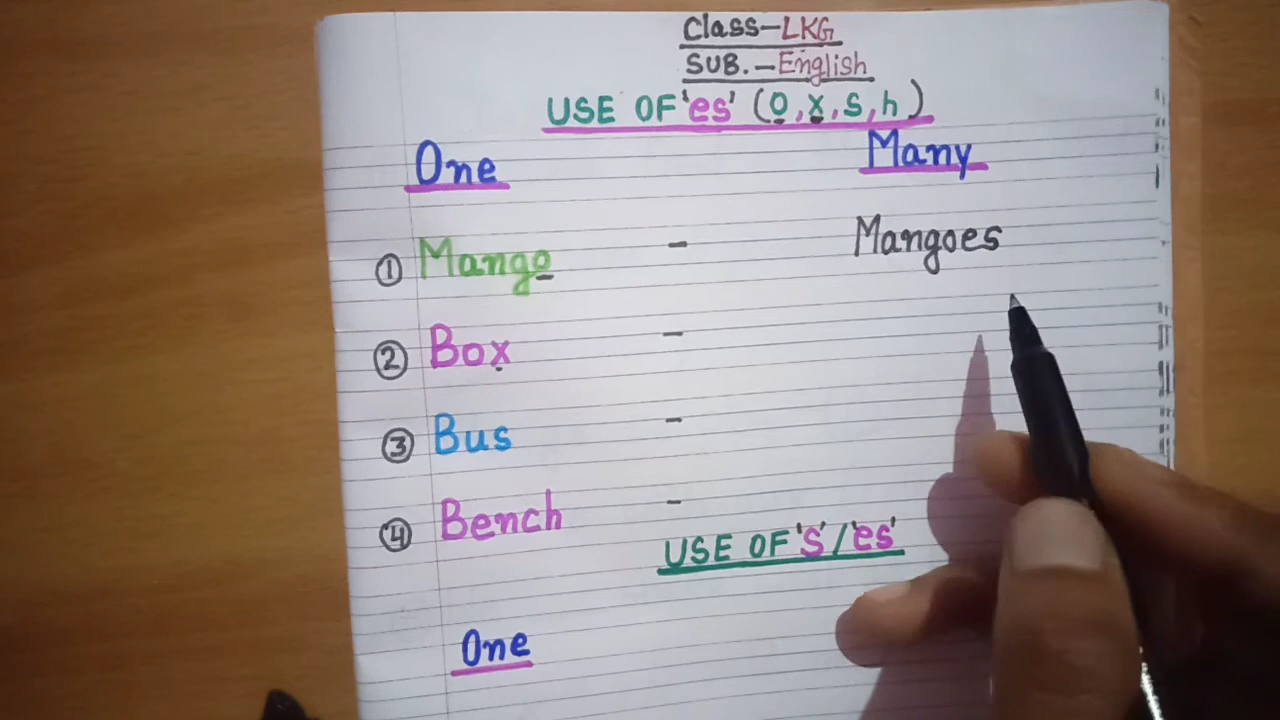 Class-LKG
SUB.-English
USE OF 'es' (o, x, s, h)
One Many
① Mango - Mangoes
② Box -
③ Bus -
④ Bench -
USE OF 's'/'es'
One